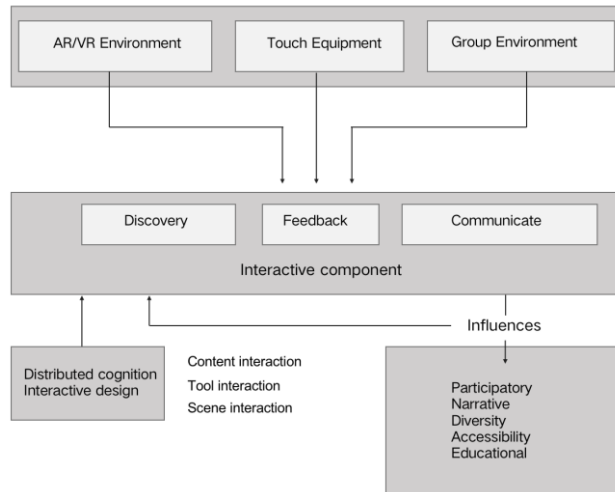 AR/VR Environment
Touch Equipment
Group Environment
Discovery
Feedback
Communicate
Interactive component
Influences
Distributed cognition
Interactive design
Content interaction
Tool interaction
Scene interaction
Participatory
Narrative
Diversity
Accessibility
Educational